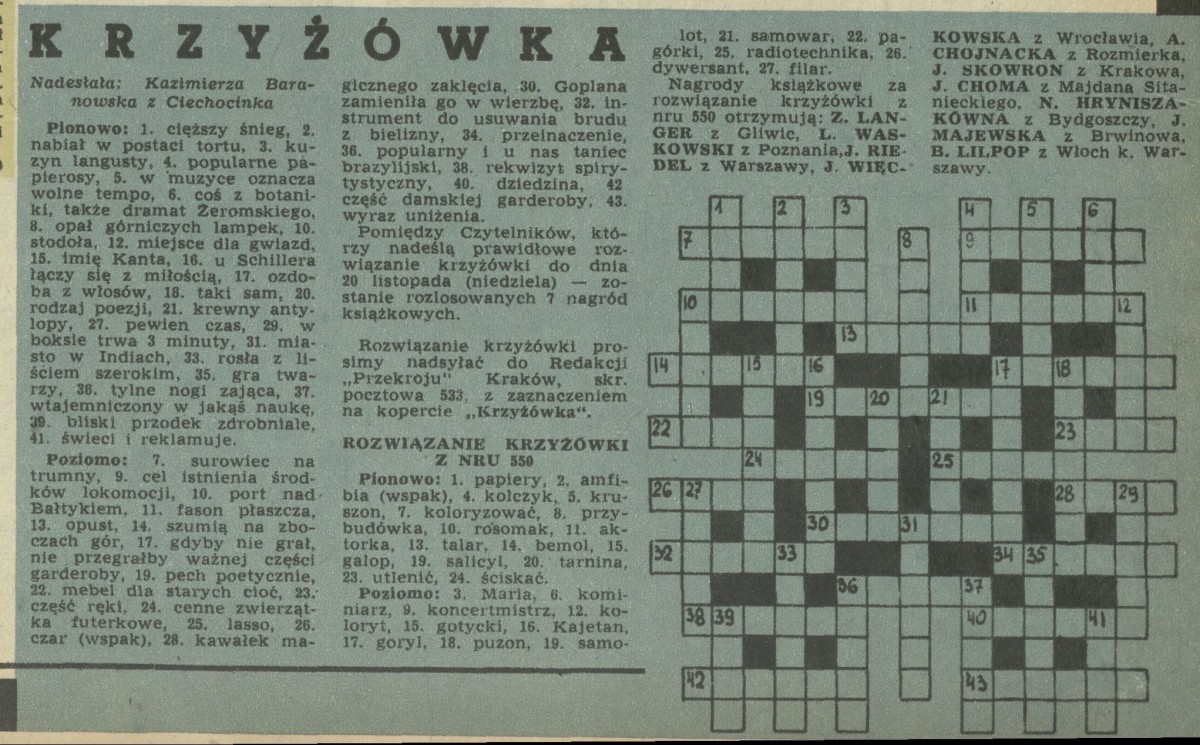 KRZYŻÓWKA
Nadesłała: Kazimierza Bara-
nowska z Ciechocinka
Pionowo: 1. cięższy śnieg, 2.
nabiał w postaci tortu, 3. ku-
zyn langusty, 4. popularne pa-
pierosy, 5. w muzyce oznacza
wolne tempo, 6. coś z botani-
ki, także dramat Żeromskiego,
8. opał górniczych lampek, 10.
stodoła, 12. miejsce dla gwiazd,
15. imię Kanta, 16. u Schillera
łączy się z miłością, 17. ozdo-
ba z włosów, 18. taki sam, 20.
rodzaj poezji, 21. krewny anty-
lopy, 27. pewien czas, 29. w
boksie trwa 3 minuty, 31. mia-
sto w Indiach, 33. rosła z li-
ściem szerokim, 35. gra twa-
rzy, 36. tylne nogi zająca, 37.
wtajemniczony w jakąś naukę,
39. bliski przodek zdrobniale,
41. świeci i reklamuje.
Poziomo: 7. surowiec na
trumny, 9. cel istnienia środ-
ków lokomocji, 10. port nad
Bałtykiem, 11. fason płaszcza,
13. opust, 14. szumią na zbo-
czach gór, 17. gdyby nie grał,
nie przegrałby ważnej części
garderoby, 19. pech poetycznie,
22. mebel dla starych cioć, 23.
część ręki, 24. cenne zwierząt-
ka futerkowe, 25. lasso, 26.
czar (wspak), 28. kawałek ma-
gicznego zaklęcia, 30. Goplana
zamieniła go w wierzbę, 32. in-
strument do usuwania brudu
z bielizny, 34. przeinaczenie,
36. popularny i u nas taniec
brazylijski, 38. rekwizyt spiry-
tystyczny, 40. dziedzina, 42
część damskiej garderoby, 43.
wyraz uniżenia.
Pomiędzy Czytelników, któ-
rzy nadeślą prawidłowe roz-
wiązanie krzyżówki do dnia
20 listopada (niedziela) — zo-
stanie rozlosowanych 7 nagród
książkowych.
Rozwiązanie krzyżówki pro-
simy nadsyłać do Redakcji
„Przekroju" Kraków, skr.
pocztowa 533, z zaznaczeniem
na kopercie „Krzyżówka".
ROZWIĄZANIE KRZYŻÓWKI
Z NRU 550
Pionowo: 1. papiery, 2. amfi-
bia (wspak), 4. kolczyk, 5. kru-
szon, 7. koloryzować, 8. przy-
budówka, 10. rosomak, 11. ak-
torka, 13. talar, 14. bemol, 15.
galop, 19. salicyl, 20. tarnina,
23. utlenić, 24. ściskać.
Poziomo: 3. Maria, 6. komi-
niarz, 9. koncertmistrz, 12. ko-
loryt, 15. gotycki, 16. Kajetan,
17. goryl, 18. puzon, 19. samo-
lot, 21. samowar, 22. pa-
górki, 25. radiotechnika, 26.
dywersant, 27. filar.
Nagrody książkowe za
rozwiązanie krzyżówki z
nru 550 otrzymują: Z. LAN-
GER z Gliwic, L. WAS-
KOWSKI z Poznania, J. RIE-
DEL z Warszawy, J. WIĘC-
KOWSKA z Wrocławia, A.
CHOJNACKA z Rozmierka,
J. SKOWRON z Krakowa,
J. CHOMA z Majdana Sita-
nieckiego, N. HRYNISZA-
KÓWNA z Bydgoszczy, J.
MAJEWSKA z Brwinowa,
B. LILPOP z Włoch k. War-
szawy.
1 2 3 4 5 6
7 8 9
10 11 12
13
14 15 16 17 18
19 20 21
22 23
24 25
26 27 28 29
30 31
32 33 34 35
36 37
38 39 40 41
42 43